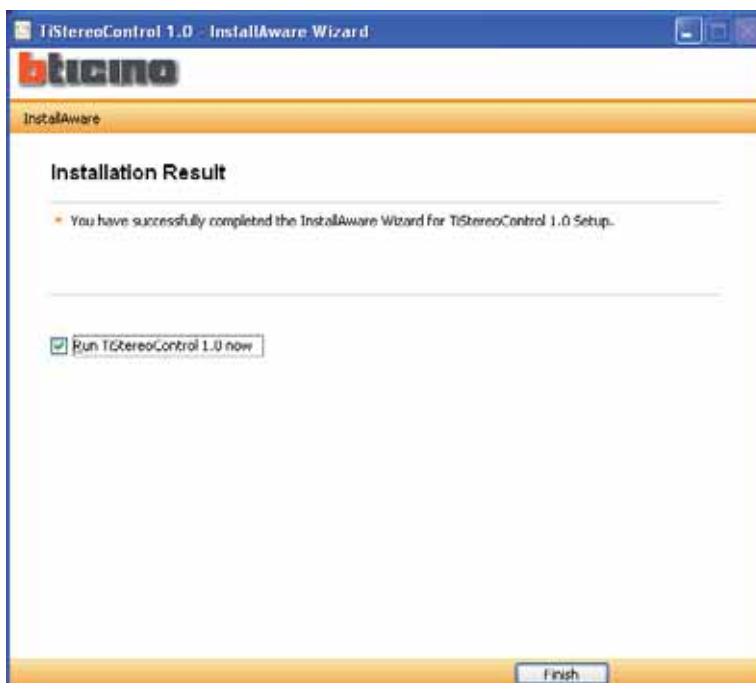 TiStereoControl 1.0 - InstallAware Wizard
bticino
InstallAware
Installation Result
You have successfully completed the InstallAware Wizard for TiStereoControl 1.0 Setup.
Run TiStereoControl 1.0 now
Finish